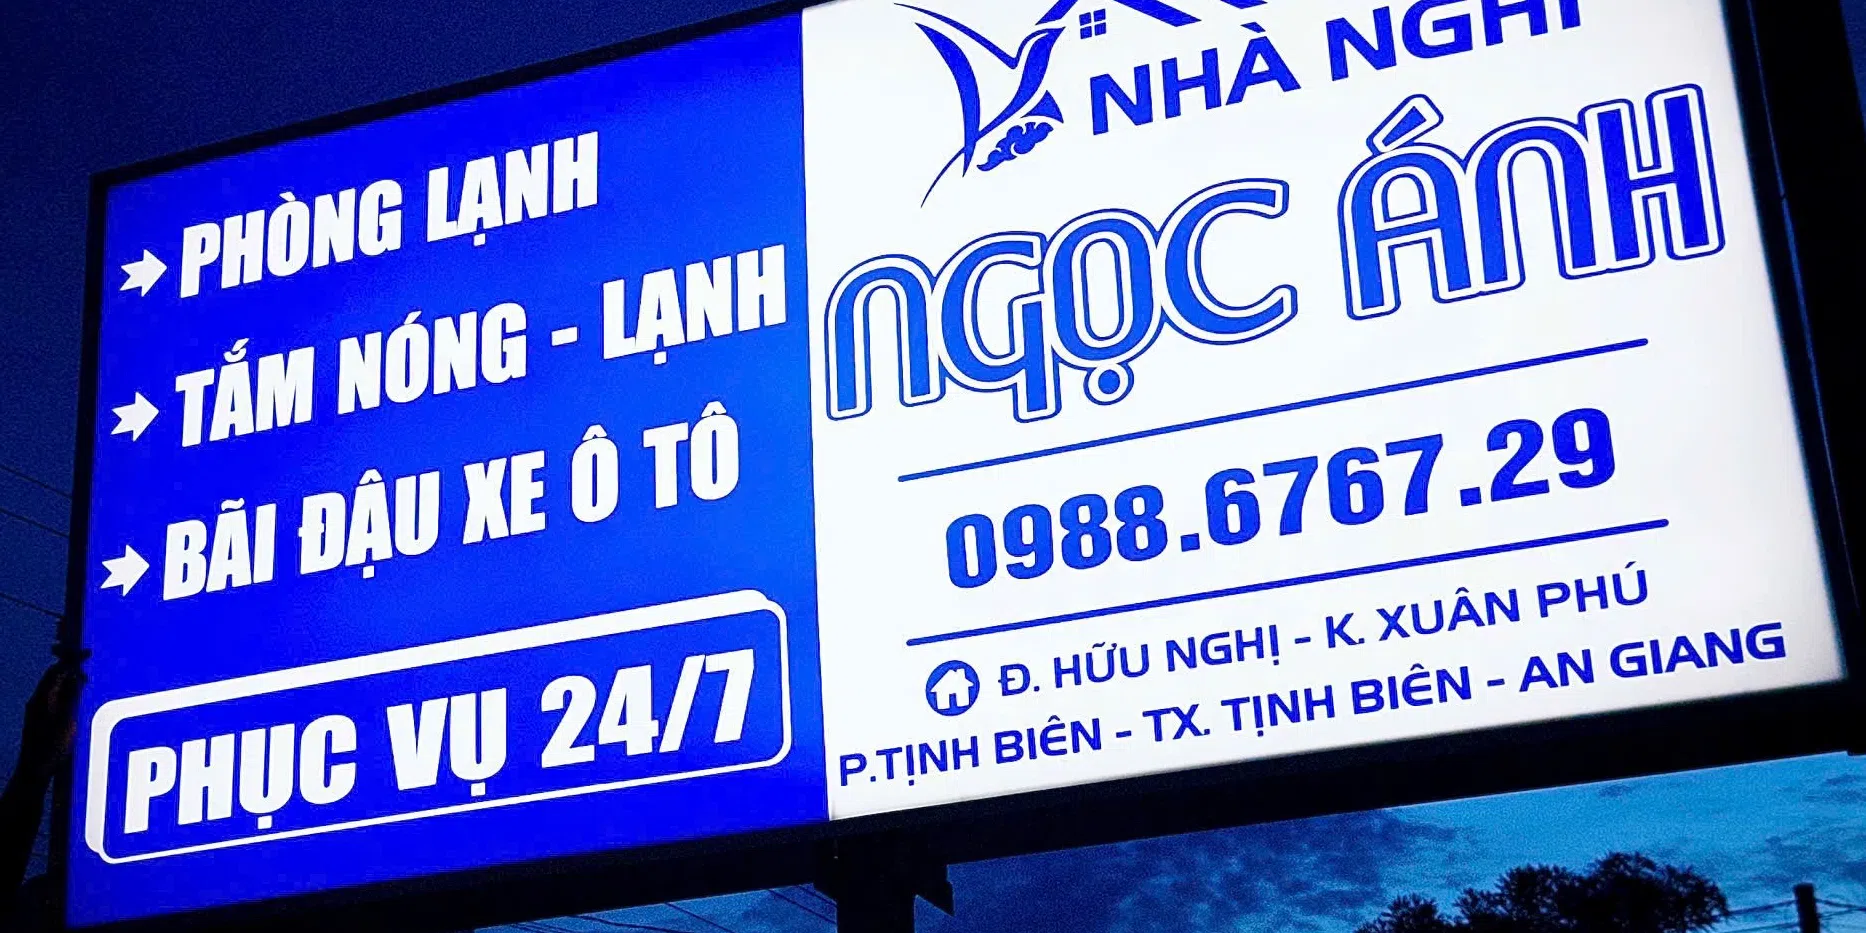 PHÒNG LẠNH
TẮM NÓNG - LẠNH
BÃI ĐẬU XE Ô TÔ
PHỤC VỤ 24/7
NHÀ NGHỈ
NGỌC ÁNH
0988.6767.29
Đ. HỮU NGHỊ - K. XUÂN PHÚ
P.TỊNH BIÊN - TX. TỊNH BIÊN - AN GIANG